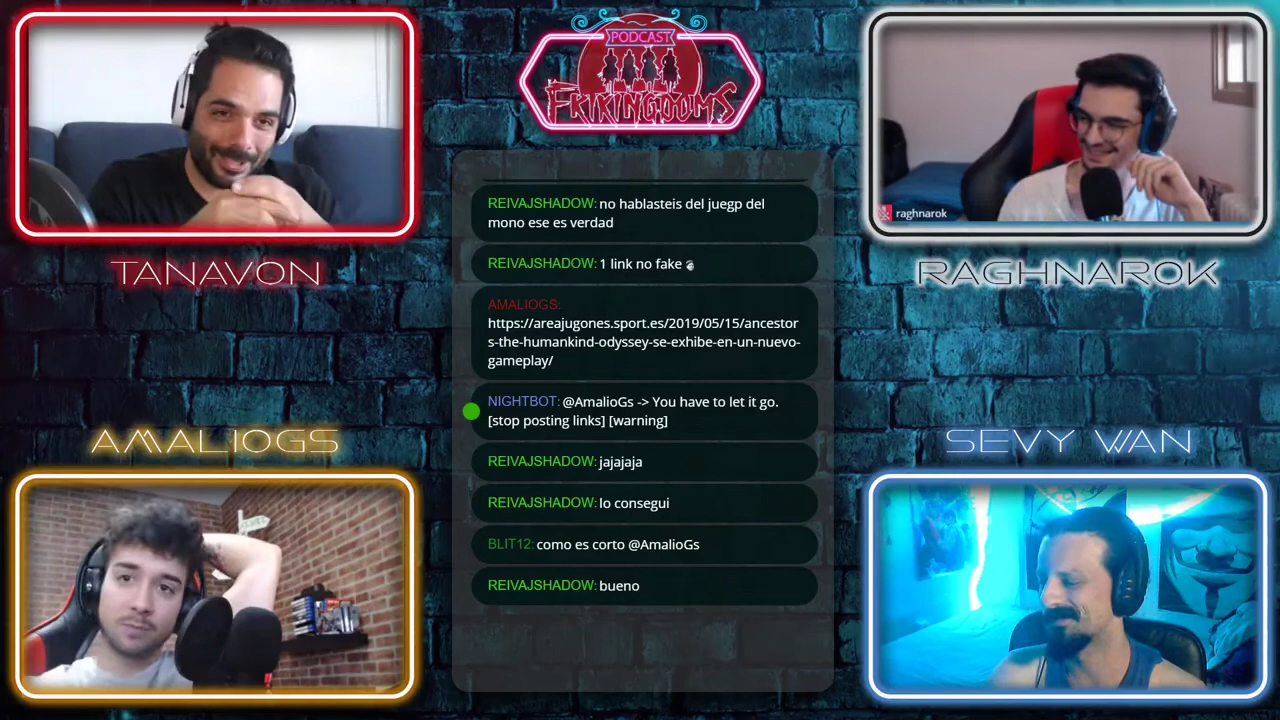 PODCAST
FRIKINGDOMS
raghnarok
TANAVON
RAGHNAROK
REIVAJSHADOW: no hablasteis del juegp del
mono ese es verdad
REIVAJSHADOW: 1 link no fake
AMALIOGS:
https://areajugones.sport.es/2019/05/15/ancestor
s-the-humankind-odyssey-se-exhibe-en-un-nuevo-
gameplay/
NIGHTBOT: @AmalioGs -> You have to let it go.
[stop posting links] [warning]
REIVAJSHADOW: jajajaja
REIVAJSHADOW: lo consegui
BLIT12: como es corto @AmalioGs
REIVAJSHADOW: bueno
AMALIOGS
SEVY WAN